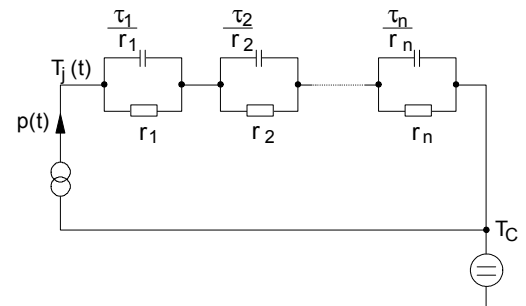 τ1 τ2 τn
r1 r2 rn
Tj (t)
r1 r2 rn
p(t)
TC